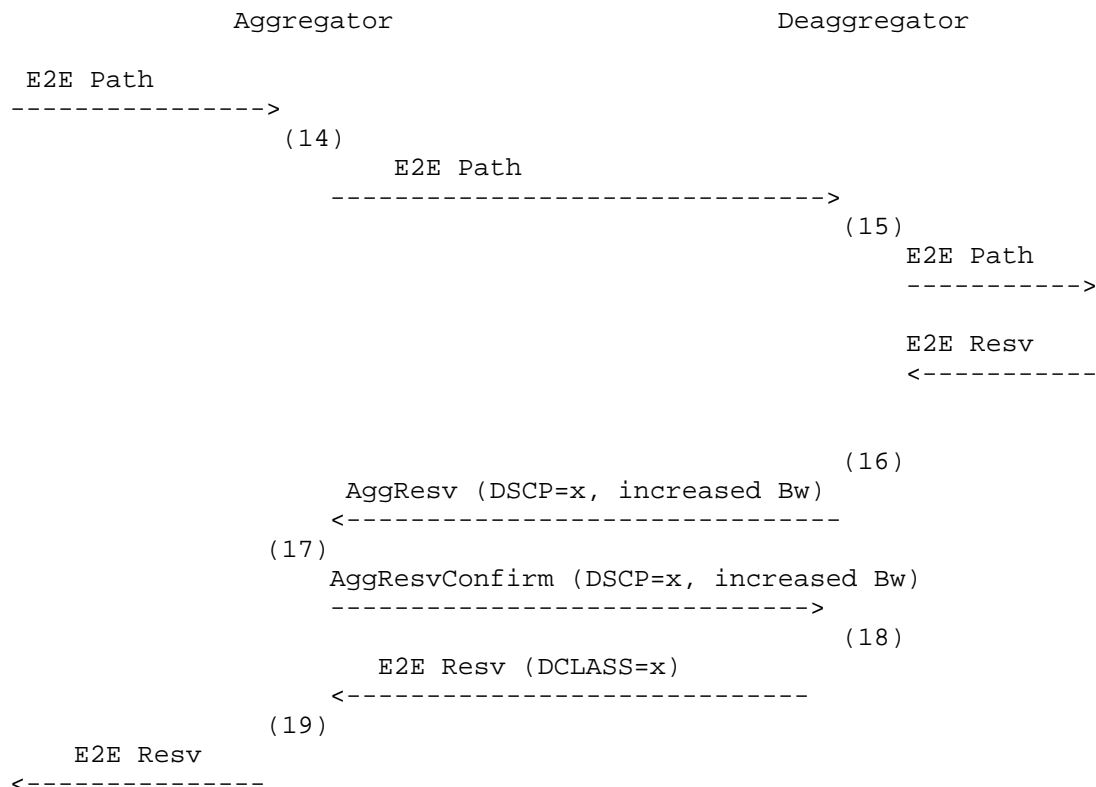 Aggregator                        Deaggregator
E2E Path
---------------->
(14)
E2E Path
------------------------------->
(15)
E2E Path
----------->
E2E Resv
<-----------
(16)
AggResv (DSCP=x, increased Bw)
<-------------------------------
(17)
AggResvConfirm (DSCP=x, increased Bw)
------------------------------>
(18)
E2E Resv (DCLASS=x)
<-----------------------------
(19)
E2E Resv
<---------------